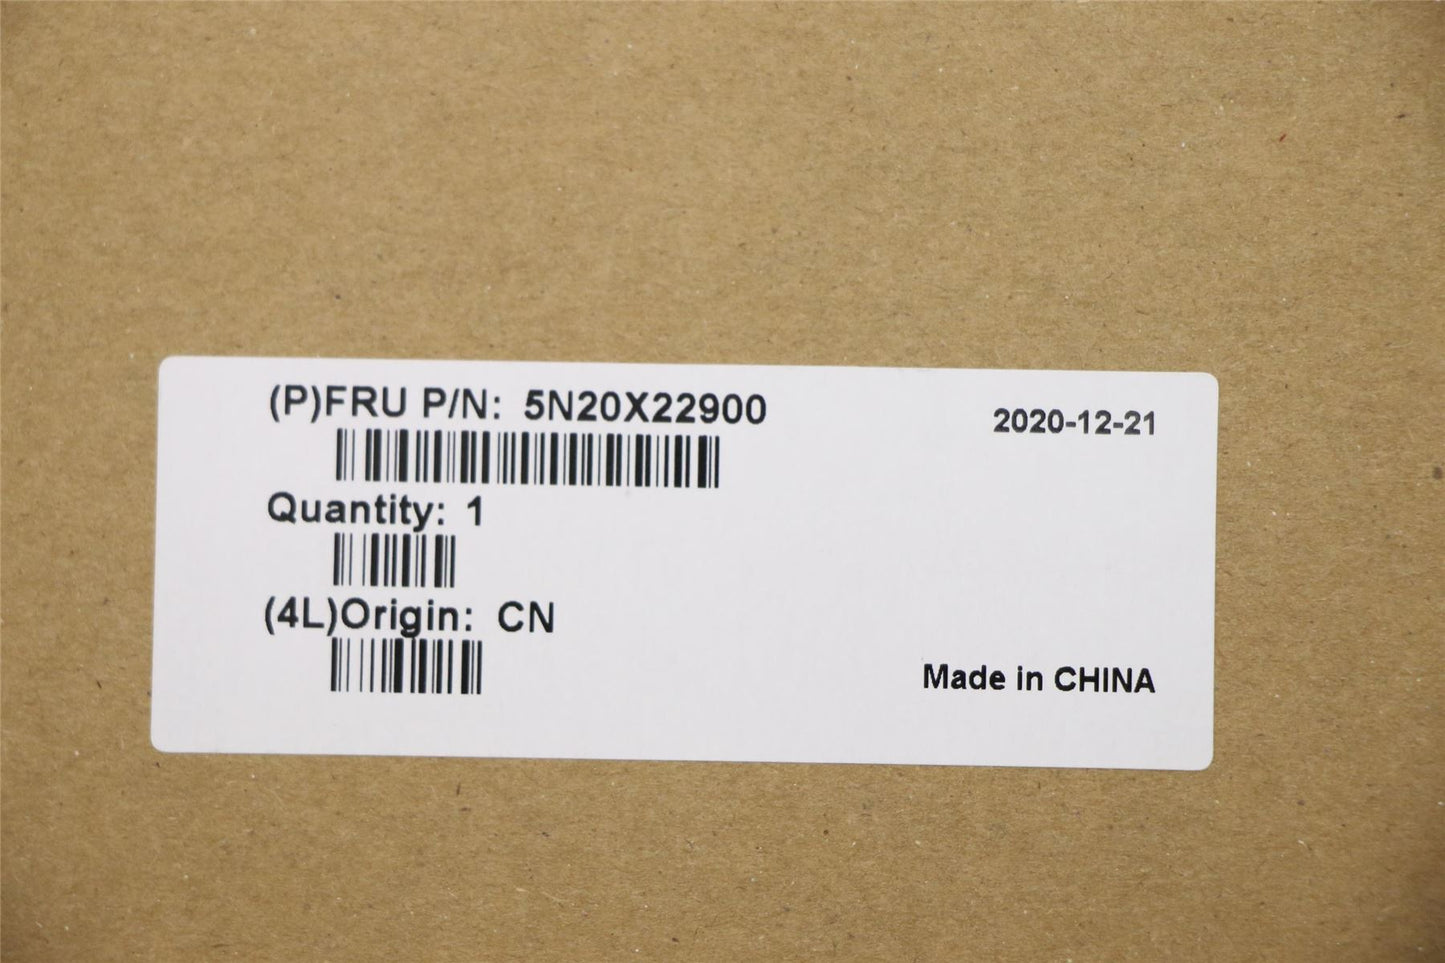 (P)FRU P/N: 5N20X22900
2020-12-21
Quantity: 1
(4L)Origin: CN
Made in CHINA